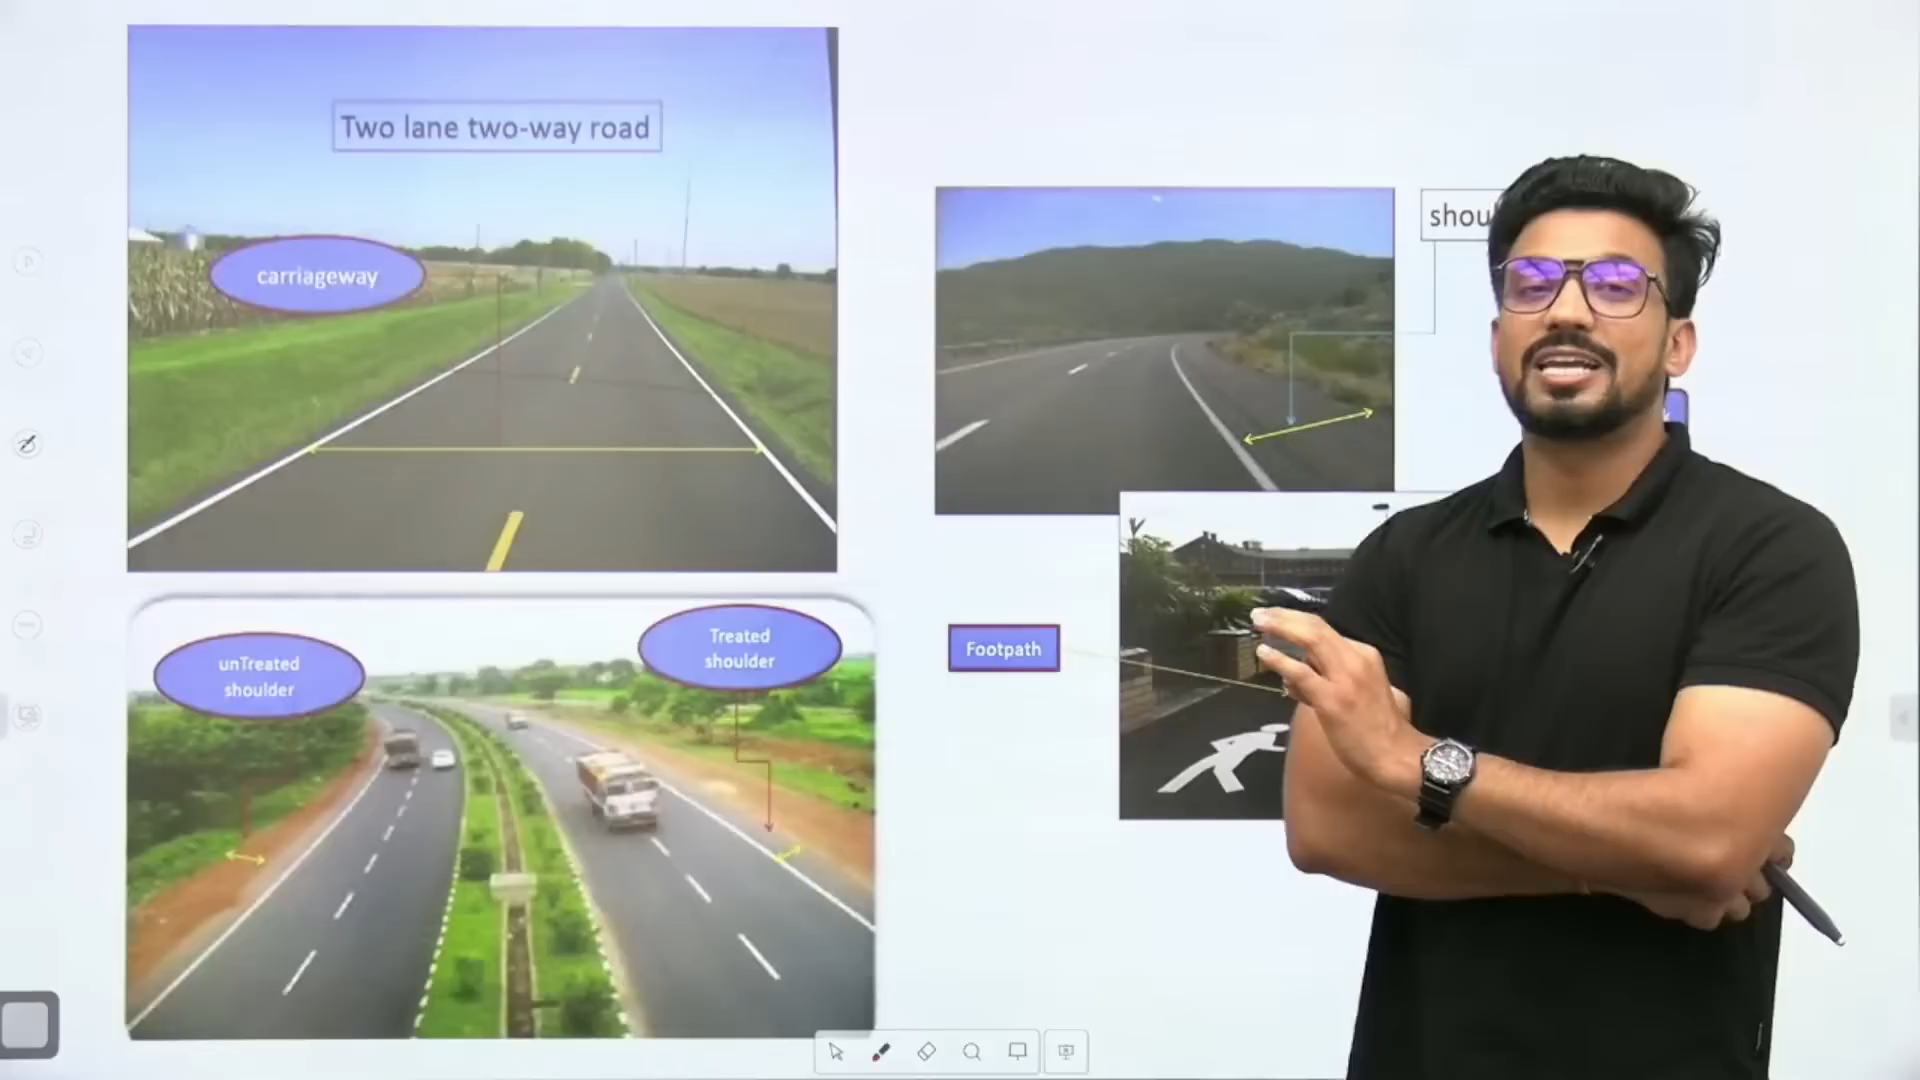 Two lane two-way road
carriageway
shou
unTreated
shoulder
Treated
shoulder
Footpath